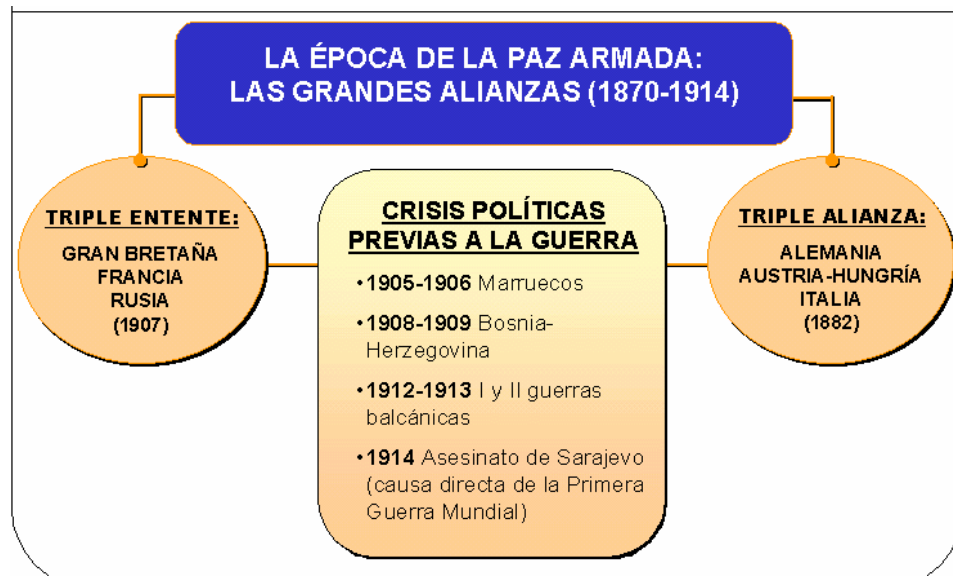 LA ÉPOCA DE LA PAZ ARMADA:
LAS GRANDES ALIANZAS (1870-1914)
TRIPLE ENTENTE:
GRAN BRETAÑA
FRANCIA
RUSIA
(1907)
CRISIS POLÍTICAS
PREVIAS A LA GUERRA
•1905-1906 Marruecos
•1908-1909 Bosnia-
Herzegovina
•1912-1913 I y II guerras
balcánicas
•1914 Asesinato de Sarajevo
(causa directa de la Primera
Guerra Mundial)
TRIPLE ALIANZA:
ALEMANIA
AUSTRIA-HUNGRÍA
ITALIA
(1882)